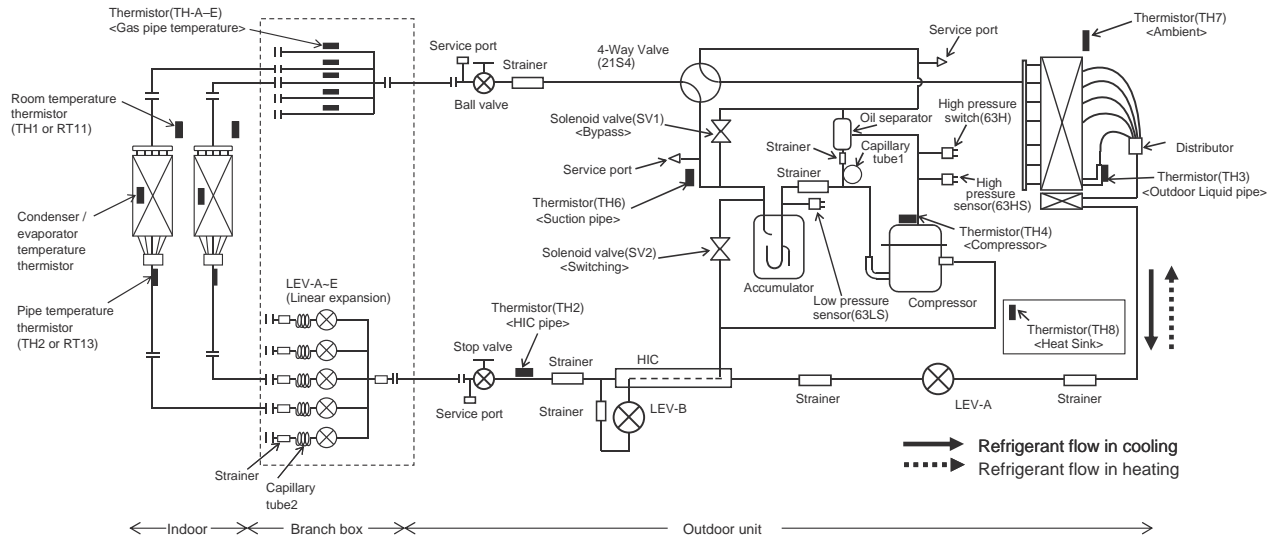 Thermistor(TH-A–E)
<Gas pipe temperature>
Service port
Ball valve
Strainer
4-Way Valve
(21S4)
Service port
Thermistor(TH7)
<Ambient>
Room temperature
thermistor
(TH1 or RT11)
Solenoid valve(SV1)
<Bypass>
Oil separator
High pressure
switch(63H)
Strainer
Capillary
tube1
Service port
Strainer
Distributor
High
pressure
sensor(63HS)
Thermistor(TH3)
<Outdoor Liquid pipe>
Thermistor(TH6)
<Suction pipe>
Condenser /
evaporator
temperature
thermistor
Thermistor(TH4)
<Compressor>
Solenoid valve(SV2)
<Switching>
Accumulator
Low pressure
sensor(63LS)
Compressor
LEV-A~E
(Linear expansion)
Pipe temperature
thermistor
(TH2 or RT13)
Thermistor(TH2)
<HIC pipe>
Thermistor(TH8)
<Heat Sink>
Stop valve
Strainer
HIC
Service port
Strainer
LEV-B
Strainer
LEV-A
Strainer
Refrigerant flow in cooling
Refrigerant flow in heating
Strainer
Capillary
tube2
Indoor
Branch box
Outdoor unit